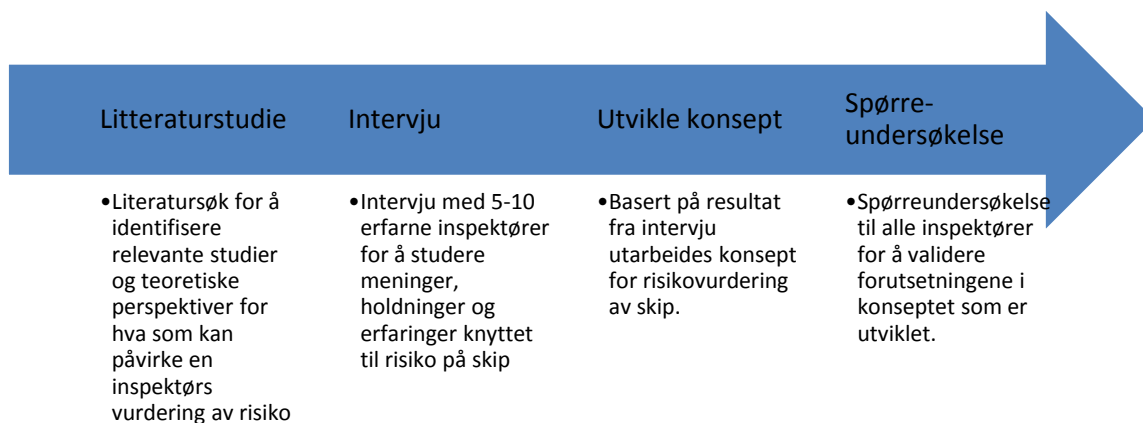 Litteraturstudie
•Literatursøk for å
identifisere
relevante studier
og teoretiske
perspektiver for
hva som kan
påvirke en
inspektørs
vurdering av risiko
Intervju
•Intervju med 5-10
erfarne inspektører
for å studere
meninger,
holdninger og
erfaringer knyttet
til risiko på skip
Utvikle konsept
•Basert på resultat
fra intervju
utarbeides konsept
for risikovurdering
av skip.
Spørre-
undersøkelse
•Spørreundersøkelse
til alle inspektører
for å validere
forutsetningene i
konseptet som er
utviklet.